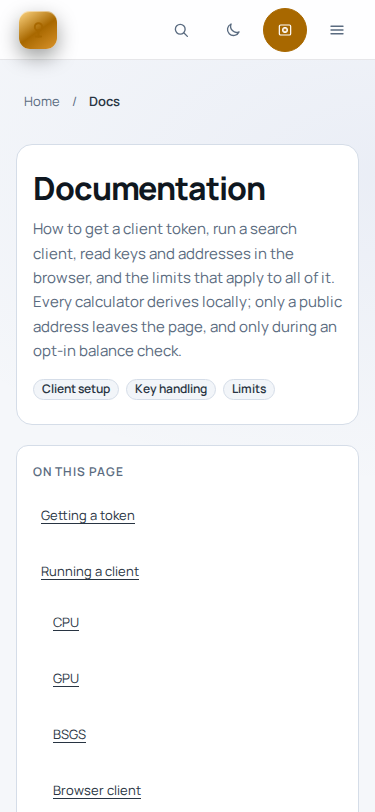 Home / Docs
Documentation
How to get a client token, run a search
client, read keys and addresses in the
browser, and the limits that apply to all of it.
Every calculator derives locally; only a public
address leaves the page, and only during an
opt-in balance check.
Client setup Key handling Limits
ON THIS PAGE
Getting a token
Running a client
CPU
GPU
BSGS
Browser client